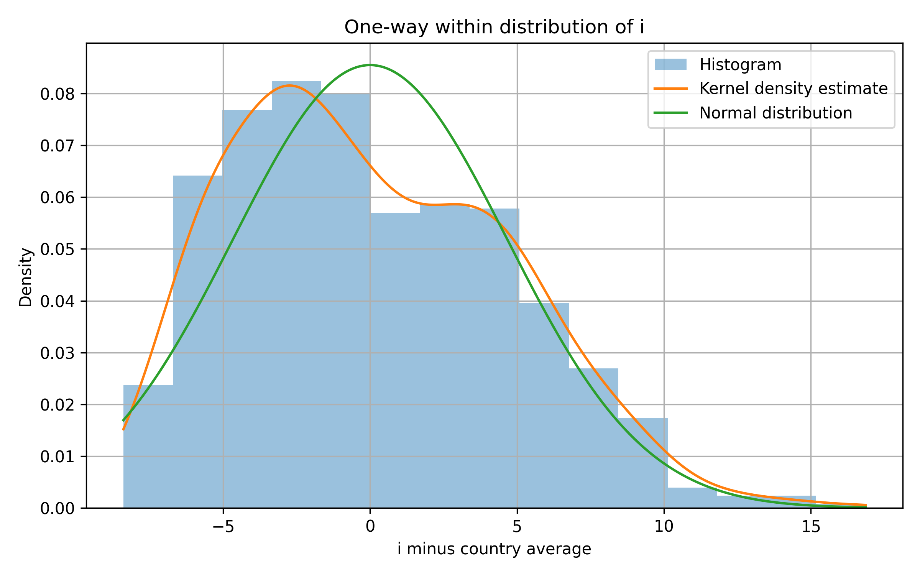 One-way within distribution of i
Histogram
Kernel density estimate
Normal distribution
Density
0.08
0.07
0.06
0.05
0.04
0.03
0.02
0.01
0.00
−5 0 5 10 15
i minus country average